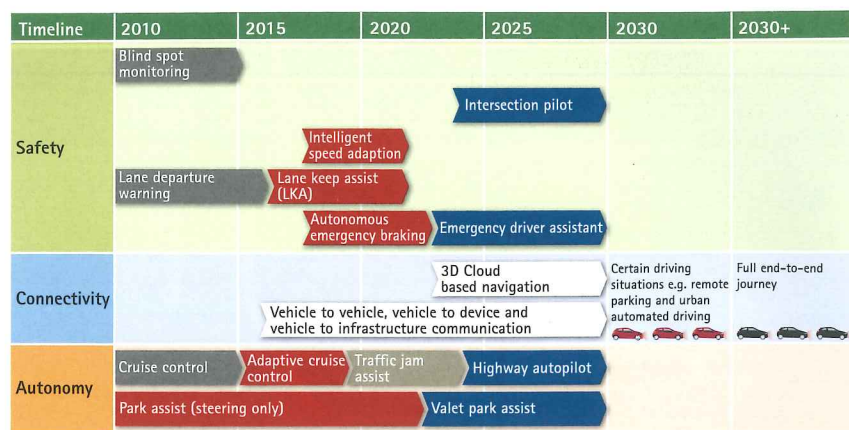 Timeline 2010 2015 2020 2025 2030 2030+
Safety
Blind spot
monitoring
Intersection pilot
Intelligent
speed adaption
Lane departure
warning
Lane keep assist
(LKA)
Autonomous
emergency braking
Emergency driver assistant
Connectivity
3D Cloud
based navigation
Vehicle to vehicle, vehicle to device and
vehicle to infrastructure communication
Certain driving
situations e.g. remote
parking and urban
automated driving
Full end-to-end
journey
Autonomy
Cruise control
Adaptive cruise
control
Traffic jam
assist
Highway autopilot
Park assist (steering only)
Valet park assist